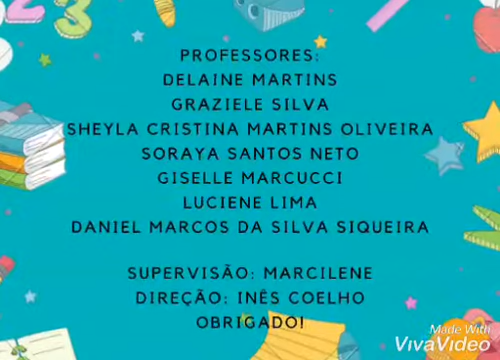 PROFESSORES:
DELAINE MARTINS
GRAZIELE SILVA
SHEYLA CRISTINA MARTINS OLIVEIRA
SORAYA SANTOS NETO
GISELLE MARCUCCI
LUCIENE LIMA
DANIEL MARCOS DA SILVA SIQUEIRA
SUPERVISÃO: MARCILENE
DIREÇÃO: INÊS COELHO
OBRIGADO!
Made With
VivaVideo